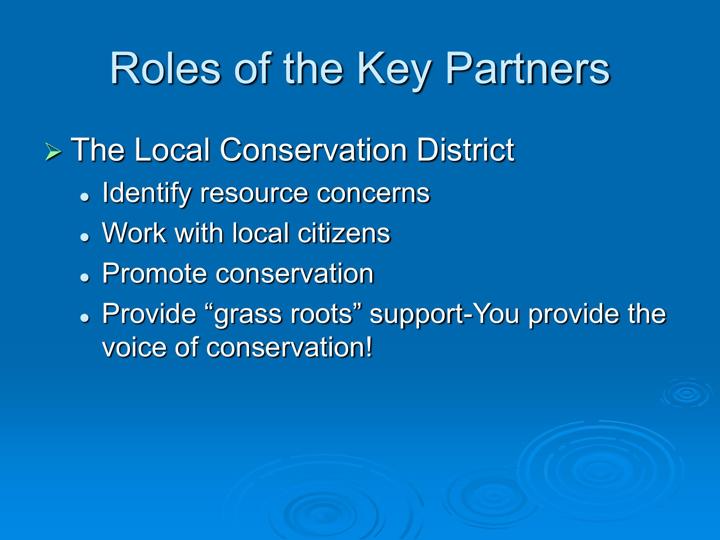 Roles of the Key Partners
The Local Conservation District
Identify resource concerns
Work with local citizens
Promote conservation
Provide “grass roots” support-You provide the
voice of conservation!